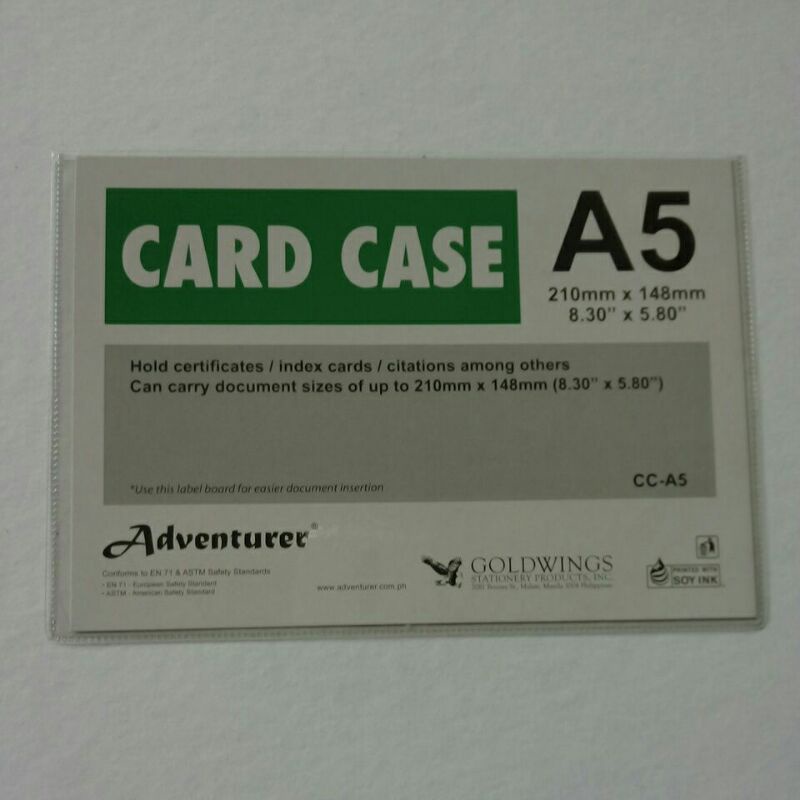 CARD CASE
A5
210mm x 148mm
8.30" x 5.80"
Hold certificates / index cards / citations among others
Can carry document sizes of up to 210mm x 148mm (8.30" x 5.80")
*Use this label board for easier document insertion
CC-A5
Adventurer®
Conforms to EN 71 & ASTM Safety Standards
• EN 71 - European Safety Standard
• ASTM - American Safety Standard
www.adventurer.com.ph
GOLDWINGS
STATIONERY PRODUCTS, INC.
PRINTED WITH
SOY INK